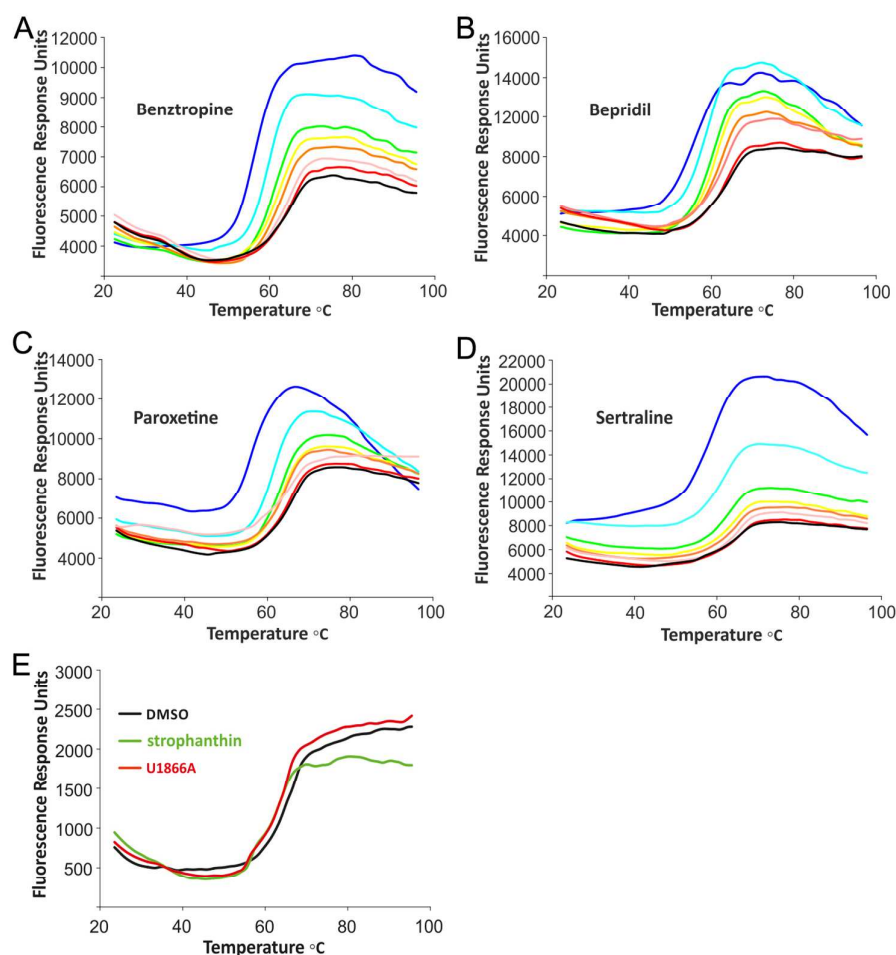 A
Fluorescence Response Units
12000
10000
9000
8000
7000
6000
5000
4000
Benztropine
20 40 60 80 100
Temperature °C
B
Fluorescence Response Units
16000
14000
12000
8000
6000
4000
Bepridil
20 40 60 80 100
Temperature °C
C
Fluorescence Response Units
14000
12000
10000
8000
6000
4000
Paroxetine
20 40 60 80 100
Temperature °C
D
Fluorescence Response Units
22000
20000
18000
16000
14000
12000
10000
8000
6000
4000
Sertraline
20 40 60 80 100
Temperature °C
E
Fluorescence Response Units
3000
2500
2000
1500
1000
500
DMSO
strophanthin
U1866A
20 40 60 80 100
Temperature °C